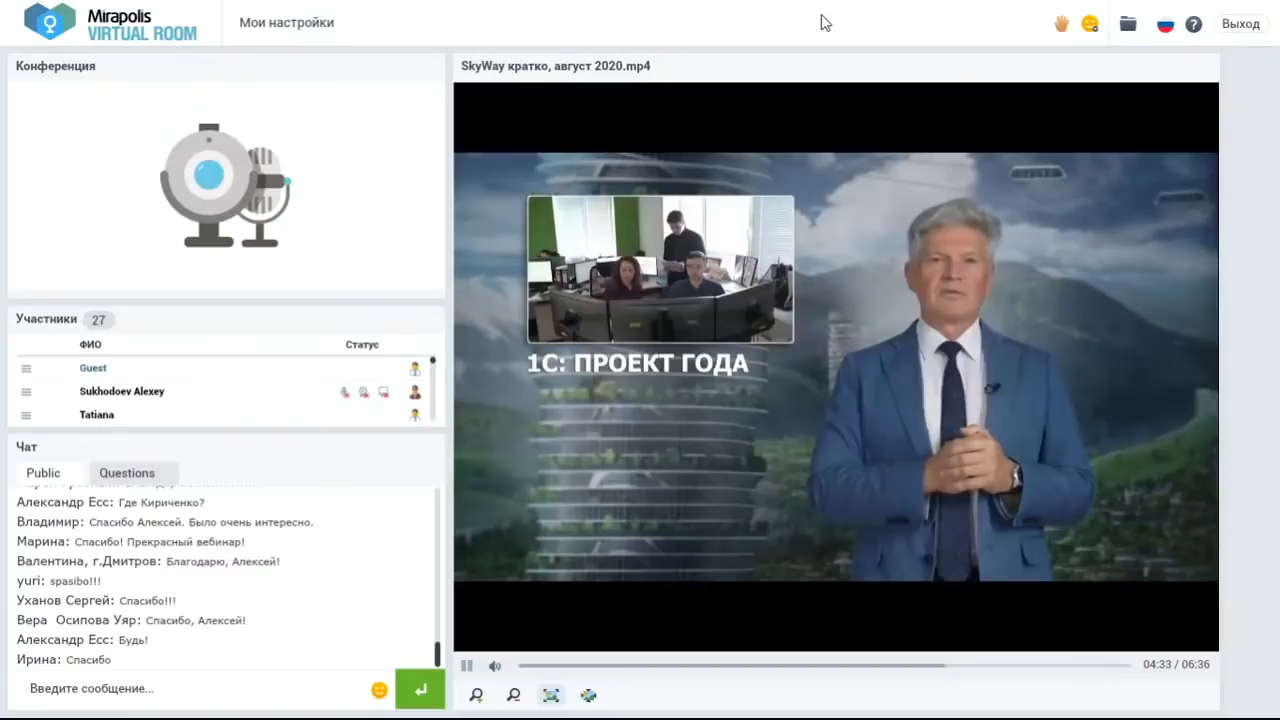 Mirapolis
VIRTUAL ROOM
Мои настройки
Выход
Конференция
SkyWay кратко, август 2020.mp4
1С: ПРОЕКТ ГОДА
Участники 27
ФИО Статус
Guest
Sukhodoev Alexey
Tatiana
Чат
Public Questions
Александр Есс: Где Кириченко?
Владимир: Спасибо Алексей. Было очень интересно.
Марина: Спасибо! Прекрасный вебинар!
Валентина, г.Дмитров: Благодарю, Алексей!
yuri: spasibo!!!
Уханов Сергей: Спасибо!!!
Вера Осипова Уяр: Спасибо, Алексей!
Александр Есс: Будь!
Ирина: Спасибо
Введите сообщение...
04:33 / 06:36